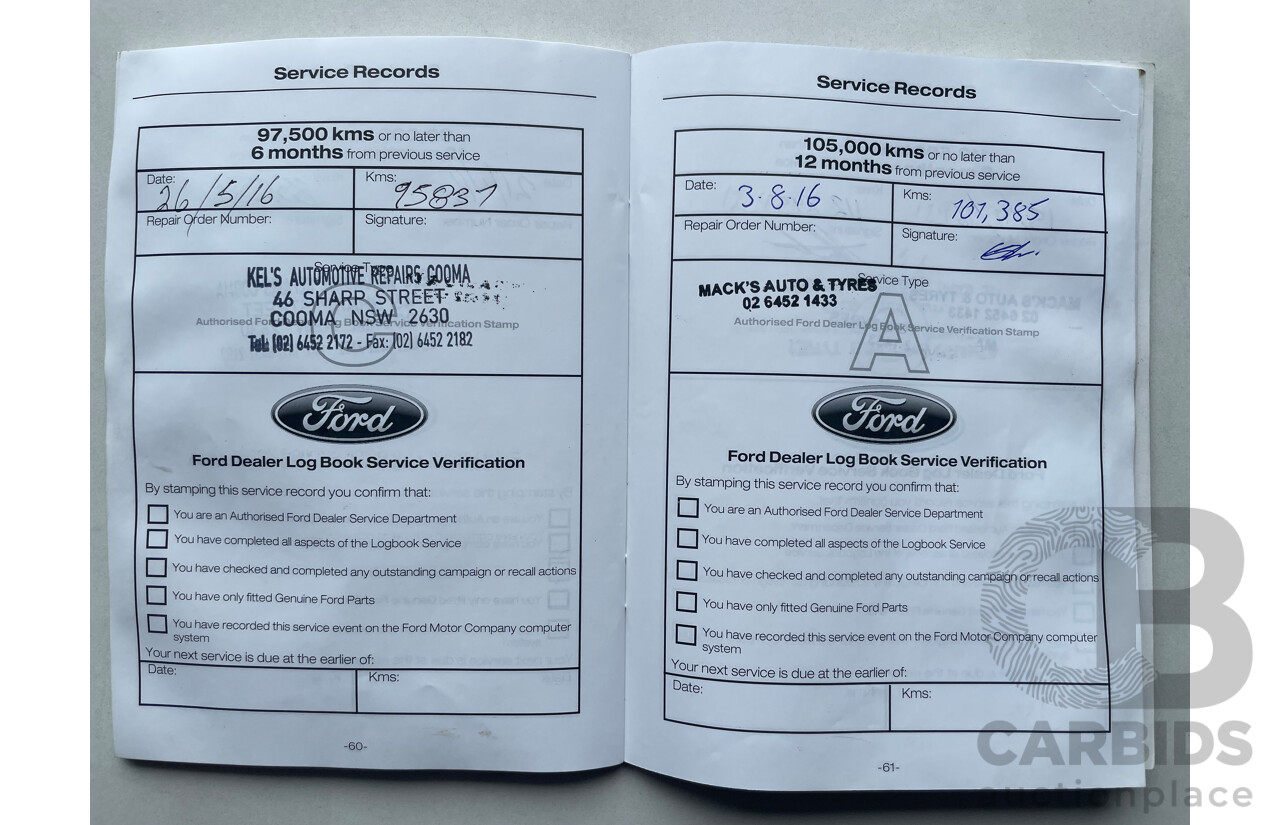 Service Records
97,500 kms or no later than
6 months from previous service
Date:
26/5/16
Kms:
95837
Repair Order Number:
Signature:
Service Type
KEL'S AUTOMOTIVE REPAIRS COOMA
46 SHARP STREET
COOMA NSW 2630
Authorised Ford Dealer Log Book Service Verification Stamp
C
Tel: (02) 6452 2172 - Fax: (02) 6452 2182
Ford
Ford Dealer Log Book Service Verification
By stamping this service record you confirm that:
You are an Authorised Ford Dealer Service Department
You have completed all aspects of the Logbook Service
You have checked and completed any outstanding campaign or recall actions
You have only fitted Genuine Ford Parts
You have recorded this service event on the Ford Motor Company computer
system
Your next service is due at the earlier of:
Date:
Kms:
-60-
Service Records
105,000 kms or no later than
12 months from previous service
Date:
3.8.16
Kms:
101,385
Repair Order Number:
Signature:
Service Type
MACK'S AUTO & TYRES
02 6452 1433
Authorised Ford Dealer Log Book Service Verification Stamp
A
Ford
Ford Dealer Log Book Service Verification
By stamping this service record you confirm that:
You are an Authorised Ford Dealer Service Department
You have completed all aspects of the Logbook Service
You have checked and completed any outstanding campaign or recall actions
You have only fitted Genuine Ford Parts
You have recorded this service event on the Ford Motor Company computer
system
Your next service is due at the earlier of:
Date:
Kms:
-61-
CB
CARBIDS
auctionplace